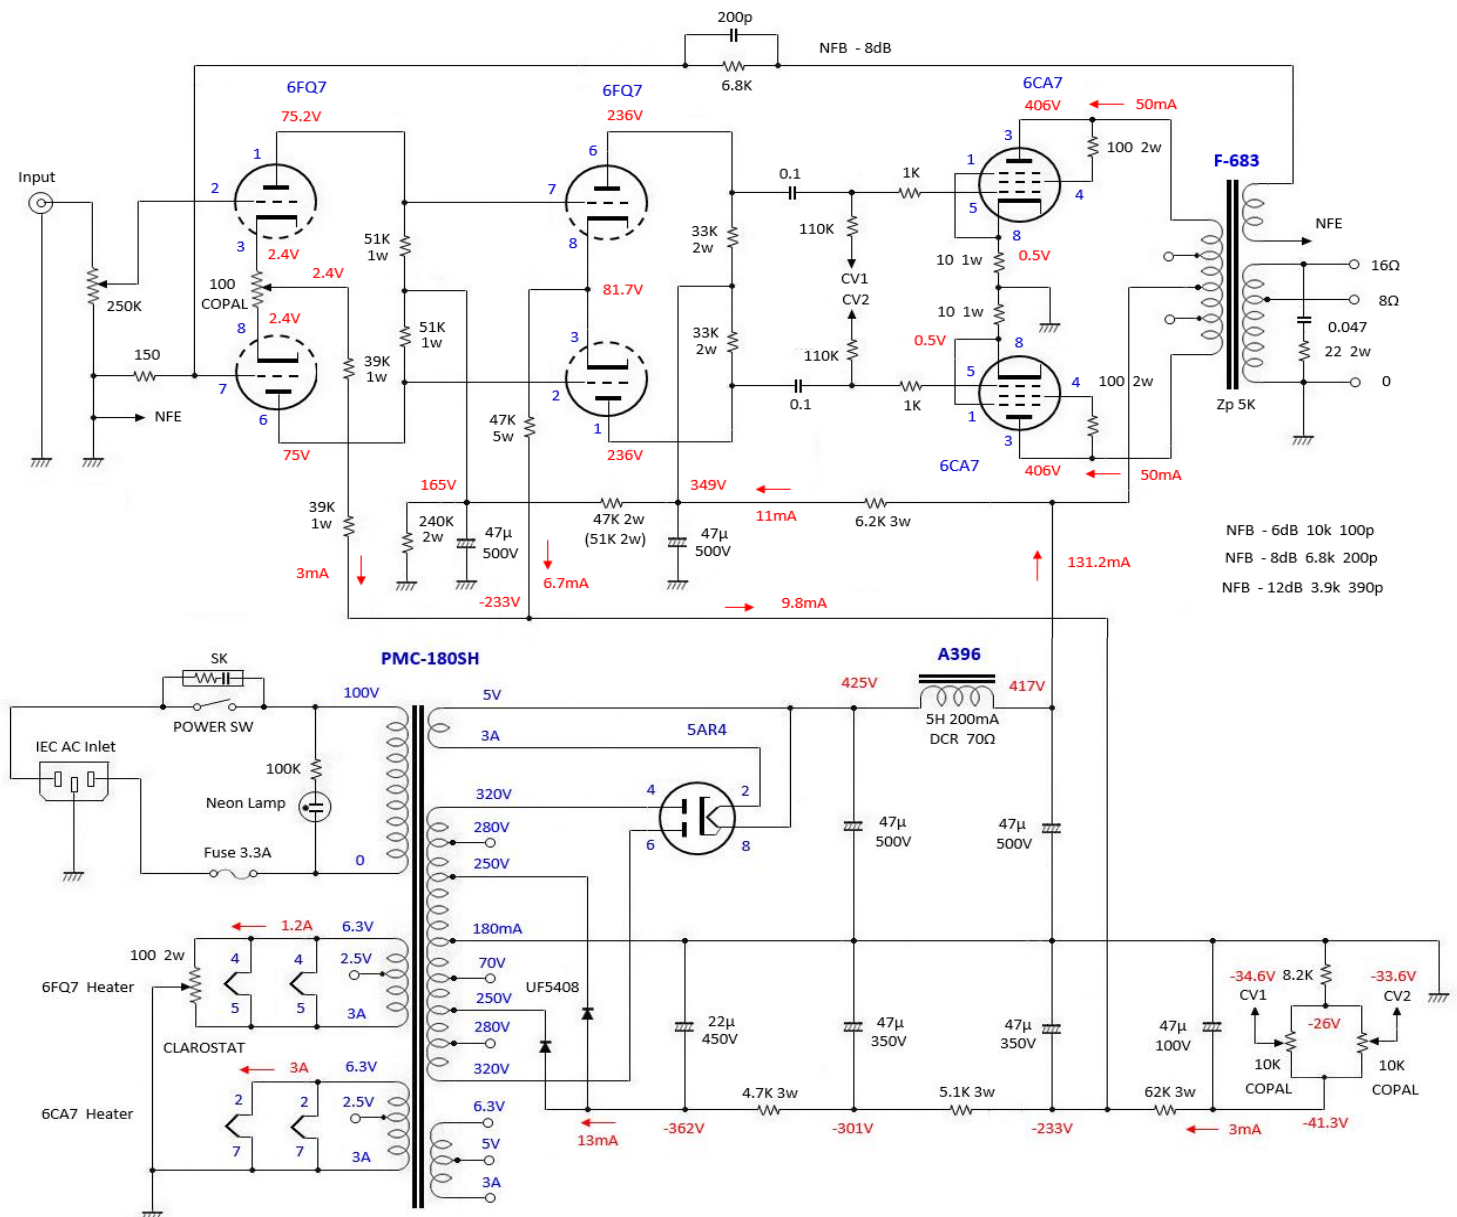 200p
NFB - 8dB
6.8K
6FQ7
6FQ7
6CA7
75.2V
236V
406V
50mA
1
6
3
100 2w
F-683
Input
2
7
0.1
1K
1
5
4
3
8
51K
1w
33K
2w
110K
8
NFE
2.4V
10 1w
0.5V
16Ω
250K
100
COPAL
2.4V
81.7V
CV1
CV2
8Ω
2.4V
8
51K
1w
3
33K
2w
10 1w
0.047
150
39K
1w
110K
0.5V
8
22 2w
7
2
5
4
100 2w
0
NFE
6
47K
5w
1
0.1
1K
1
3
Zp 5K
75V
236V
6CA7
406V
50mA
165V
349V
39K
1w
240K
2w
47µ
500V
47K 2w
(51K 2w)
47µ
500V
11mA
6.2K 3w
NFB - 6dB 10k 100p
NFB - 8dB 6.8k 200p
NFB - 12dB 3.9k 390p
3mA
6.7mA
131.2mA
-233V
9.8mA
SK
PMC-180SH
A396
100V
5V
425V
417V
POWER SW
5H 200mA
DCR 70Ω
IEC AC Inlet
3A
5AR4
100K
Neon Lamp
320V
4
2
280V
47µ
500V
47µ
500V
Fuse 3.3A
0
250V
6
8
1.2A
6.3V
180mA
100 2w
4
4
2.5V
70V
-34.6V
CV1
8.2K
-33.6V
CV2
6FQ7 Heater
5
5
250V
UF5408
3A
280V
22µ
450V
47µ
350V
47µ
350V
47µ
100V
-26V
CLAROSTAT
3A
6.3V
320V
10K
COPAL
10K
COPAL
6CA7 Heater
2
2
2.5V
6.3V
4.7K 3w
5.1K 3w
62K 3w
7
7
3A
5V
13mA
-362V
-301V
-233V
3mA
-41.3V
3A